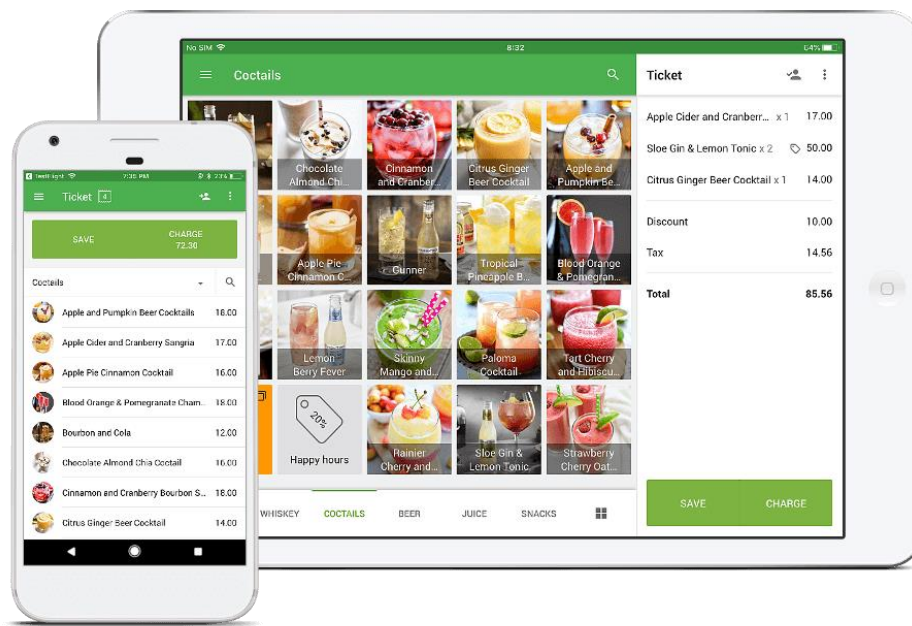 No SIM 8:32 64%
Coctails
Ticket
Chocolate
Almond Chi...
Cinnamon
and Cranber...
Citrus Ginger
Beer Cocktail
Apple and
Pumpkin Be...
Apple Pie
Cinnamon C...
Gunner
Tropical
Pineapple B...
Blood Orange
& Pomegran...
Lemon
Berry Fever
Skinny
Mango and...
Paloma
Cocktail
Tart Cherry
and Hibiscu...
20%
Happy hours
Rainier
Cherry and...
Sloe Gin &
Lemon Tonic
Strawberry
Cherry Oat...
WHISKEY COCTAILS BEER JUICE SNACKS
Apple Cider and Cranberr... x 1 17.00
Sloe Gin & Lemon Tonic x 2 50.00
Citrus Ginger Beer Cocktail x 1 14.00
Discount 10.00
Tax 14.56
Total 85.56
SAVE CHARGE
TestFlight 7:35 PM 23%
Ticket 4
SAVE
CHARGE
72.30
Coctails
Apple and Pumpkin Beer Cocktails 18.00
Apple Cider and Cranberry Sangria 17.00
Apple Pie Cinnamon Cocktail 16.00
Blood Orange & Pomegranate Cham... 18.00
Bourbon and Cola 12.00
Chocolate Almond Chia Coctail 16.00
Cinnamon and Cranberry Bourbon S... 18.00
Citrus Ginger Beer Cocktail 14.00